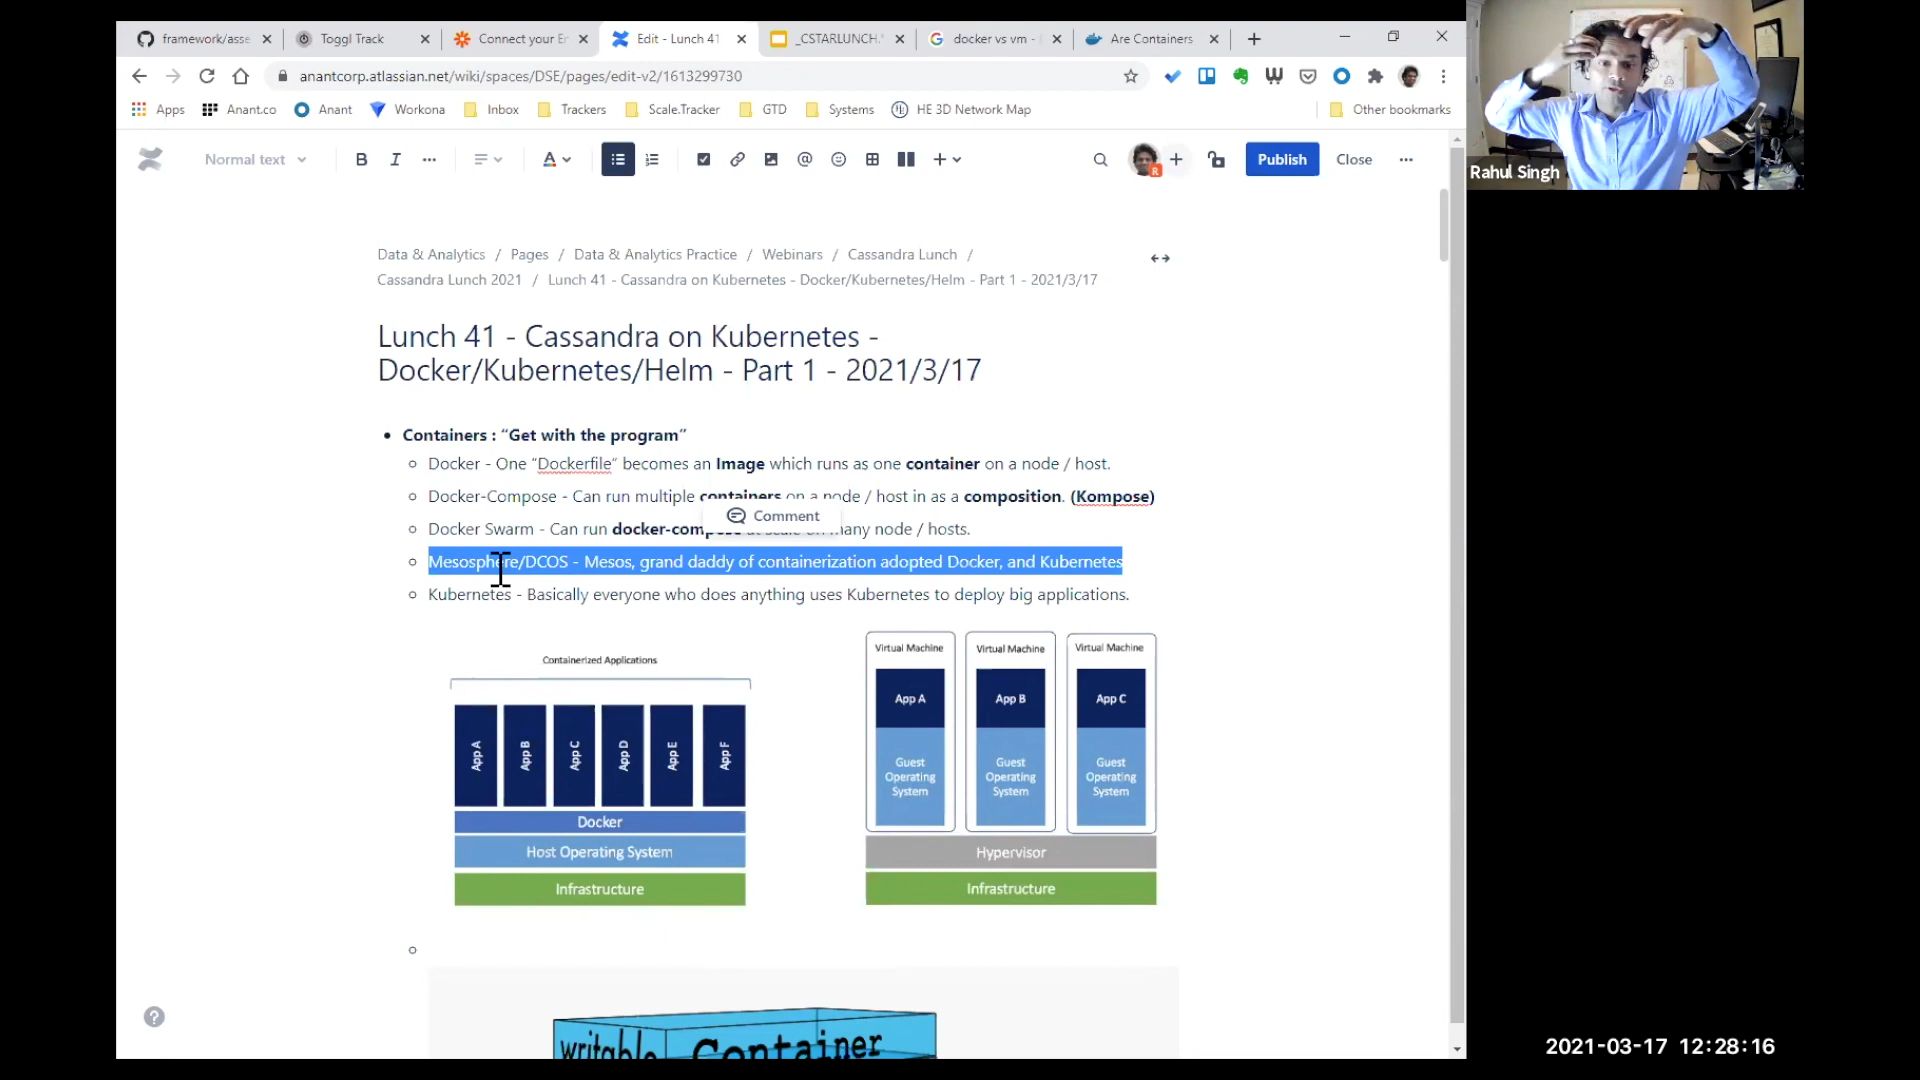 framework/asse
Toggl Track
Connect your En
Edit - Lunch 41
_CSTARLUNCH.
docker vs vm -
Are Containers
anantcorp.atlassian.net/wiki/spaces/DSE/pages/edit-v2/1613299730
Apps
Anant.co
Anant
Workona
Inbox
Trackers
Scale.Tracker
GTD
Systems
HE 3D Network Map
Other bookmarks
Normal text
Publish
Close
Rahul Singh
Data & Analytics / Pages / Data & Analytics Practice / Webinars / Cassandra Lunch /
Cassandra Lunch 2021 / Lunch 41 - Cassandra on Kubernetes - Docker/Kubernetes/Helm - Part 1 - 2021/3/17
Lunch 41 - Cassandra on Kubernetes -
Docker/Kubernetes/Helm - Part 1 - 2021/3/17
Containers : “Get with the program”
Docker - One “Dockerfile” becomes an Image which runs as one container on a node / host.
Docker-Compose - Can run multiple containers on a node / host in as a composition. (Kompose)
Comment
Docker Swarm - Can run docker-compose at scale on many node / hosts.
Mesosphere/DCOS - Mesos, grand daddy of containerization adopted Docker, and Kubernetes
Kubernetes - Basically everyone who does anything uses Kubernetes to deploy big applications.
Containerized Applications
App A
App B
App C
App D
App E
App F
Docker
Host Operating System
Infrastructure
Virtual Machine
Virtual Machine
Virtual Machine
App A
App B
App C
Guest
Operating
System
Guest
Operating
System
Guest
Operating
System
Hypervisor
Infrastructure
writable Container
2021-03-17 12:28:16